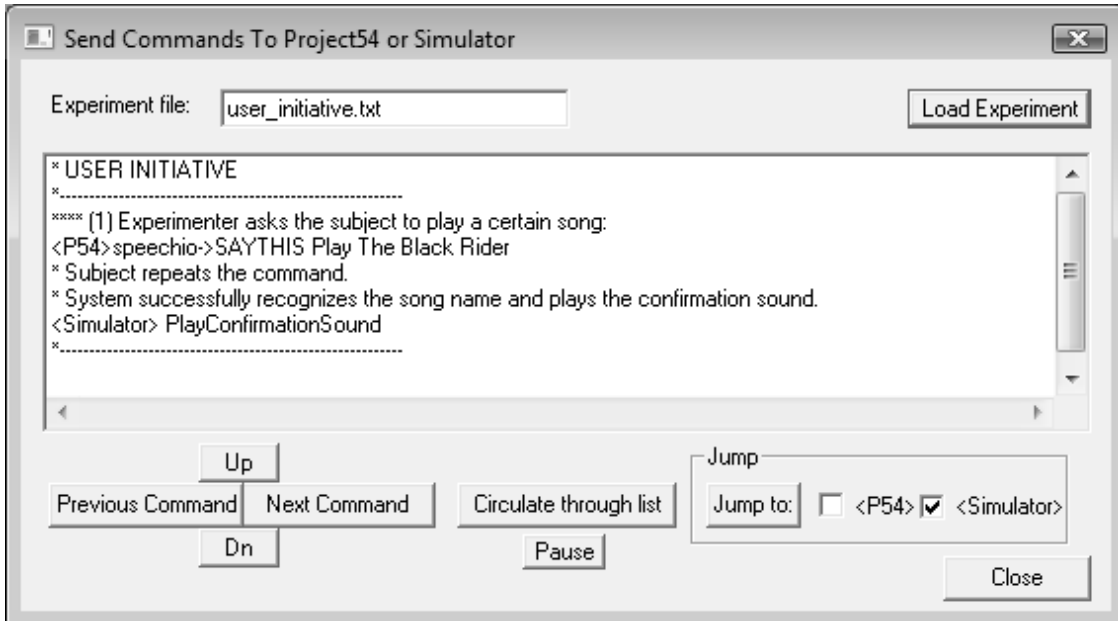 Send Commands To Project54 or Simulator
Experiment file: user_initiative.txt Load Experiment
* USER INITIATIVE
*-----------------------------------------------------------
**** (1) Experimenter asks the subject to play a certain song:
<P54>speechio->SAYTHIS Play The Black Rider
* Subject repeats the command.
* System successfully recognizes the song name and plays the confirmation sound.
<Simulator> PlayConfirmationSound
*-----------------------------------------------------------
Up
Previous Command Next Command
Dn
Circulate through list
Pause
Jump
Jump to: <P54> <Simulator>
Close